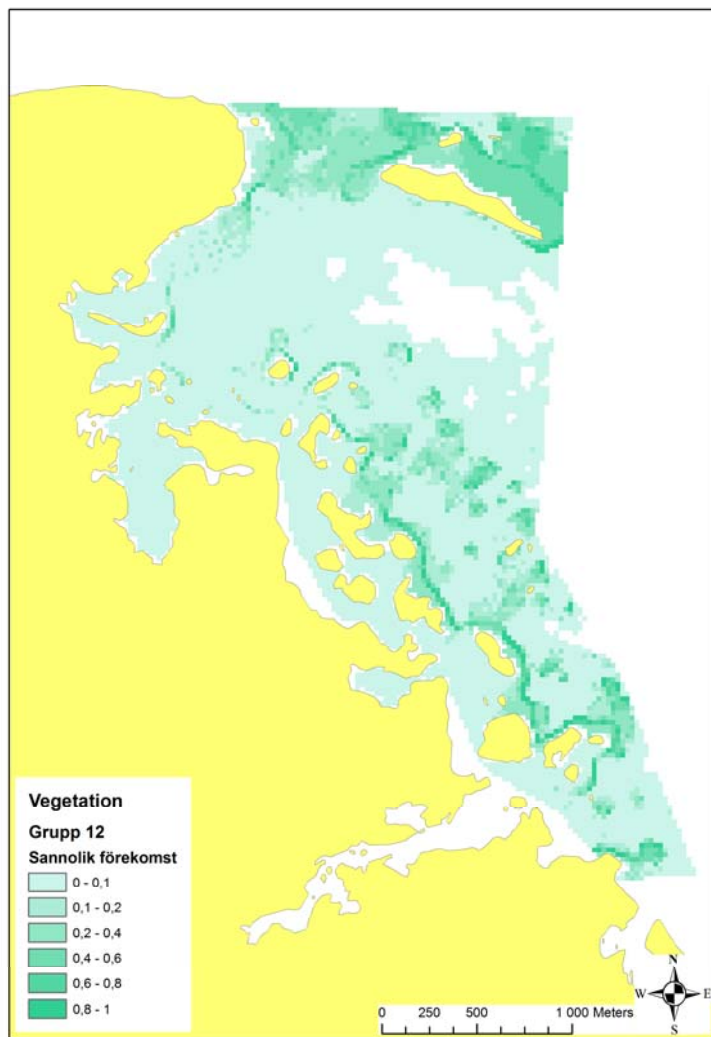 Vegetation
Grupp 12
Sannolik förekomst
0 - 0,1
0,1 - 0,2
0,2 - 0,4
0,4 - 0,6
0,6 - 0,8
0,8 - 1
N
W E
S
0 250 500 1 000 Meters